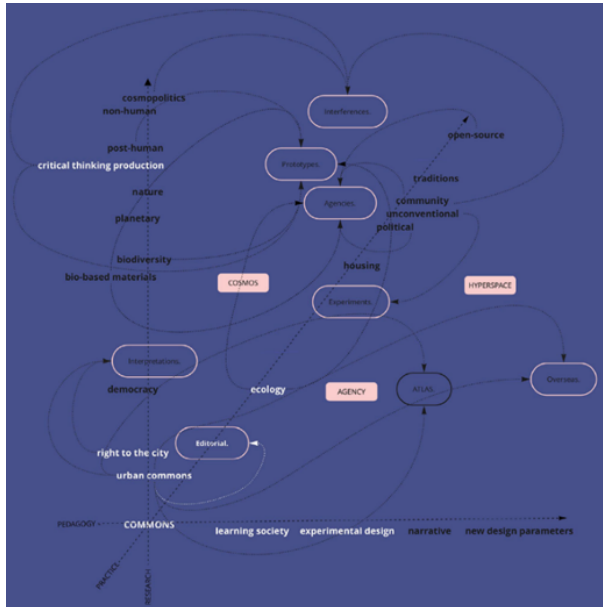 cosmopolitics
non-human
Interferences.
open-source
post-human
critical thinking production
Prototypes.
traditions
nature
Agencies.
community
unconventional
planetary
political
biodiversity
housing
bio-based materials
COSMOS
HYPERSPACE
Experiments.
Interpretations.
democracy
ecology
AGENCY
ATLAS.
Overseas.
Editorial.
right to the city
urban commons
PEDAGOGY
COMMONS
learning society
experimental design
narrative
new design parameters
PRACTICE
RESEARCH